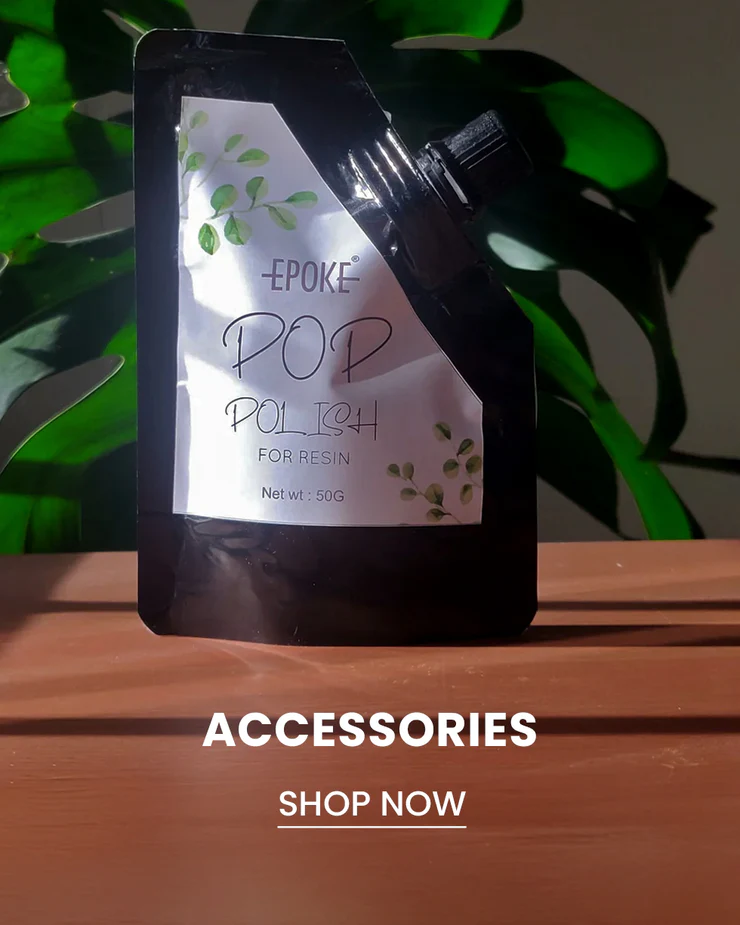 EPOKE®
POP
POLISH
FOR RESIN
Net wt : 50G
ACCESSORIES
SHOP NOW